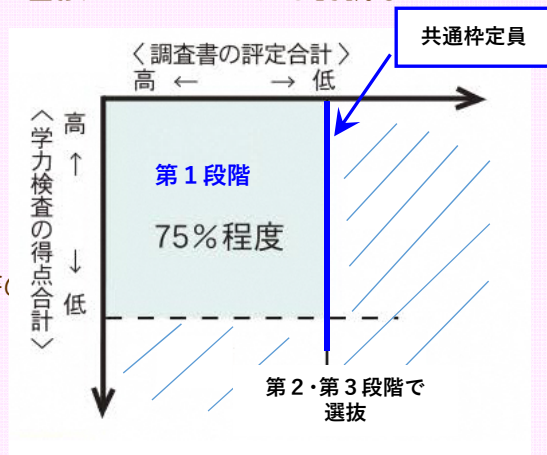 共通枠定員
〈調査書の評定合計〉
高 ← → 低
〈学力検査の得点合計〉
高
↑
↓
低
第1段階
75%程度
第2・第3段階で
選抜